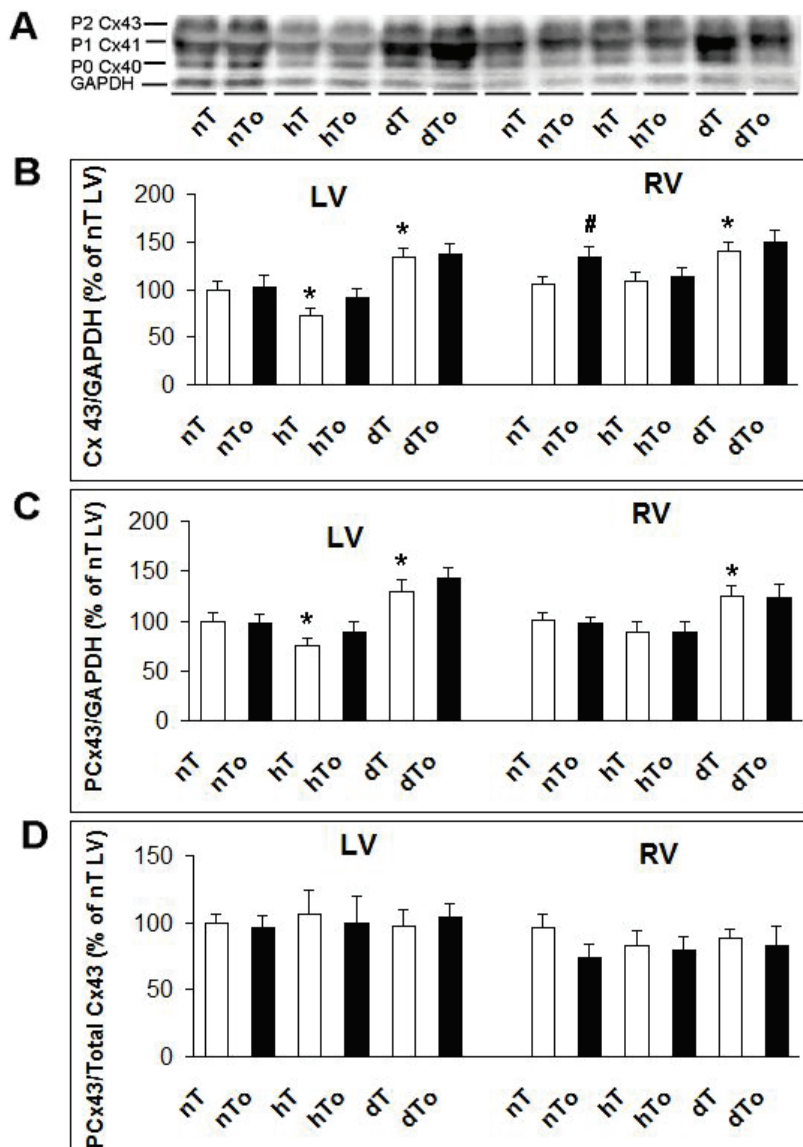 A
P2 Cx43
P1 Cx41
P0 Cx40
GAPDH
nT nTo hT hTo dT dTo nT nTo hT hTo dT dTo
B
Cx 43/GAPDH (% of nT LV)
200
150
100
50
0
LV
RV
* * # *
nT nTo hT hTo dT dTo nT nTo hT hTo dT dTo
C
PCx43/GAPDH (% of nT LV)
200
150
100
50
0
LV
RV
* * *
nT nTo hT hTo dT dTo nT nTo hT hTo dT dTo
D
PCx43/Total Cx43 (% of nT LV)
150
100
50
0
LV
RV
nT nTo hT hTo dT dTo nT nTo hT hTo dT dTo